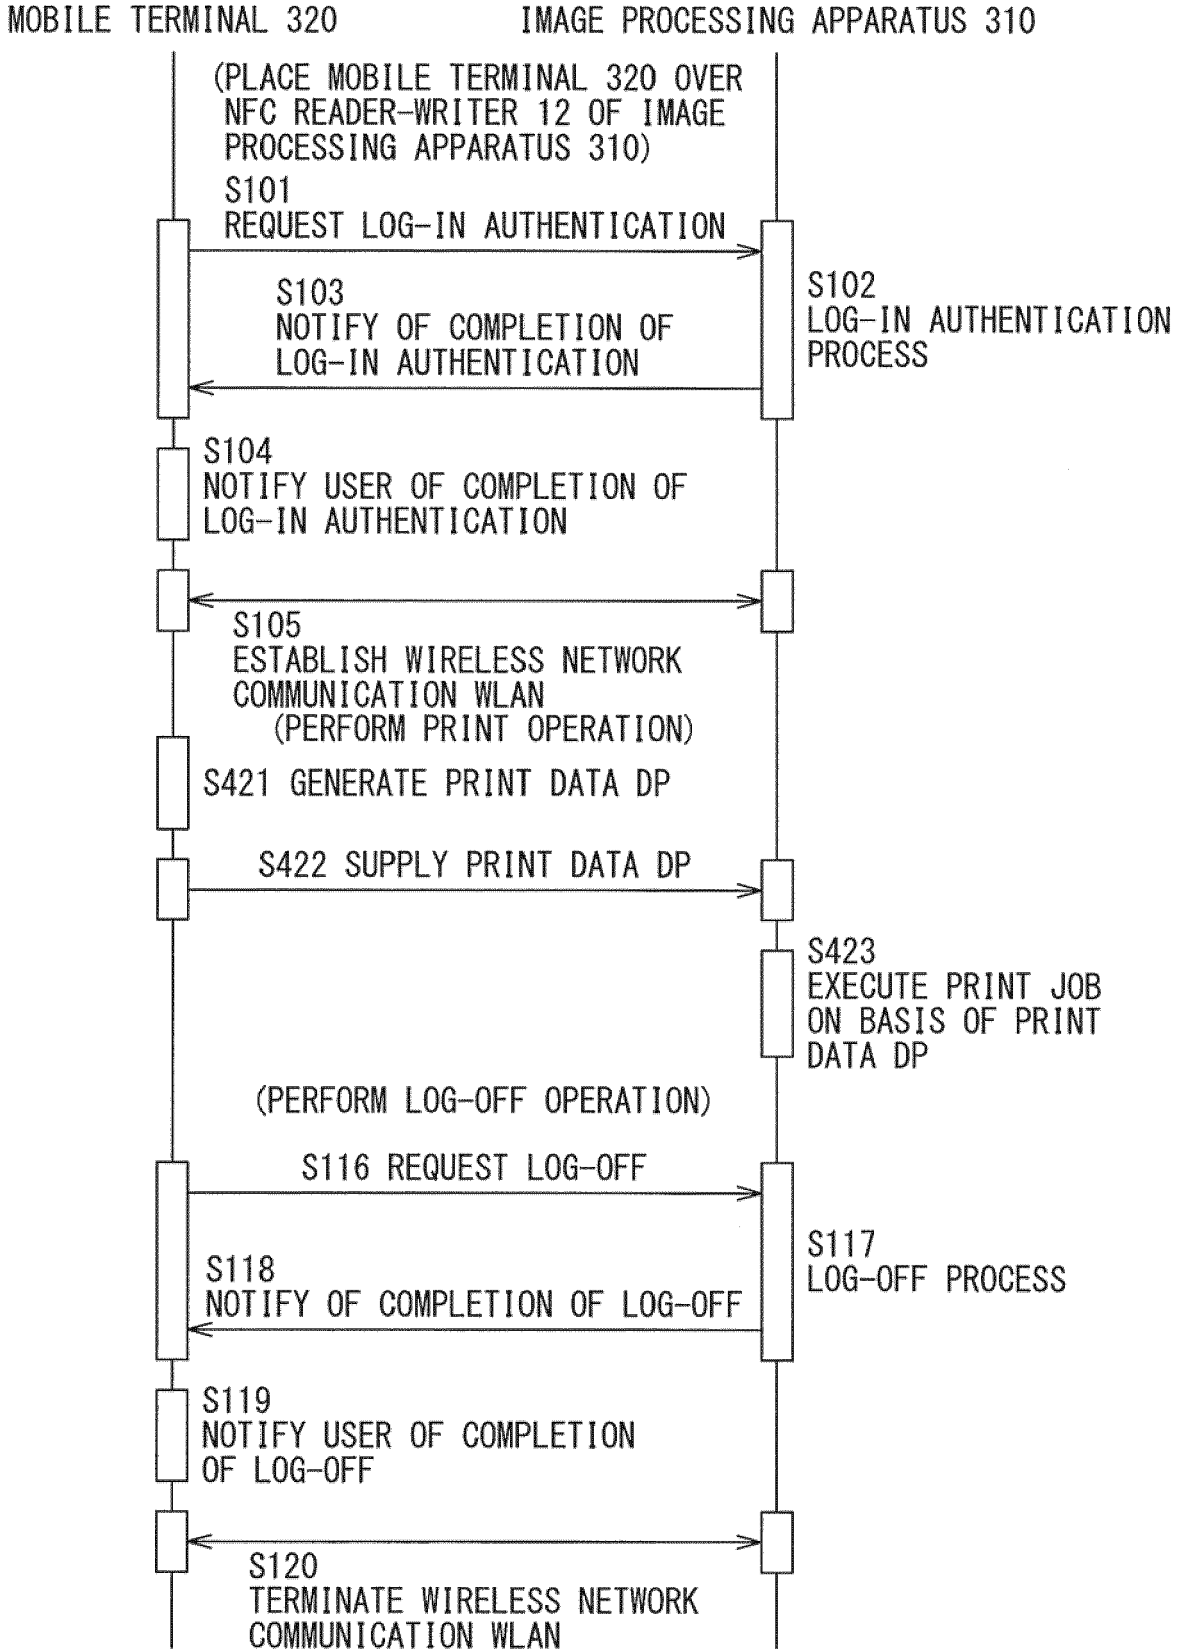 MOBILE TERMINAL 320
IMAGE PROCESSING APPARATUS 310
(PLACE MOBILE TERMINAL 320 OVER
NFC READER-WRITER 12 OF IMAGE
PROCESSING APPARATUS 310)
S101
REQUEST LOG-IN AUTHENTICATION
S102
LOG-IN AUTHENTICATION
PROCESS
S103
NOTIFY OF COMPLETION OF
LOG-IN AUTHENTICATION
S104
NOTIFY USER OF COMPLETION OF
LOG-IN AUTHENTICATION
S105
ESTABLISH WIRELESS NETWORK
COMMUNICATION WLAN
(PERFORM PRINT OPERATION)
S421 GENERATE PRINT DATA DP
S422 SUPPLY PRINT DATA DP
S423
EXECUTE PRINT JOB
ON BASIS OF PRINT
DATA DP
(PERFORM LOG-OFF OPERATION)
S116 REQUEST LOG-OFF
S117
LOG-OFF PROCESS
S118
NOTIFY OF COMPLETION OF LOG-OFF
S119
NOTIFY USER OF COMPLETION
OF LOG-OFF
S120
TERMINATE WIRELESS NETWORK
COMMUNICATION WLAN